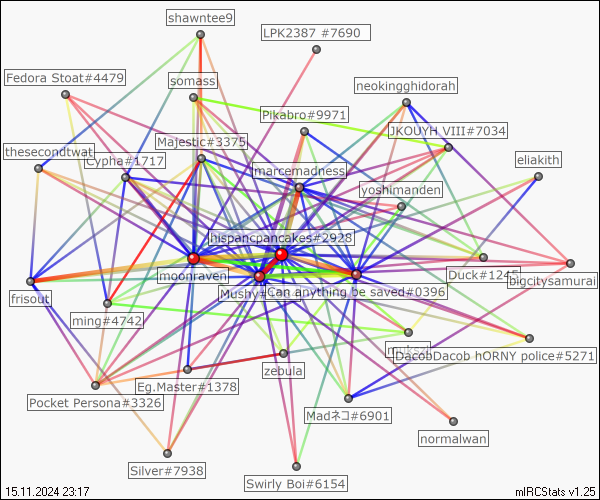 shawntee9
LPK2387 #7690
Fedora Stoat#4479
somass
neokingghidorah
Pikabro#9971
JKOUYH VIII#7034
Majestic#3375
thesecondtwat
Cypha#1717
marcemadness
eliakith
yoshimanden
hispancpancakes#2928
moonraven
Duck#1245
bigcitysamurai
frisout
Mushy#
Can anything be saved#0396
ming#4742
DacobDacob hORNY police#5271
zebula
Eg.Master#1378
Pocket Persona#3326
Madネコ#6901
normalwan
Silver#7938
Swirly Boi#6154
15.11.2024 23:17
mIRCStats v1.25